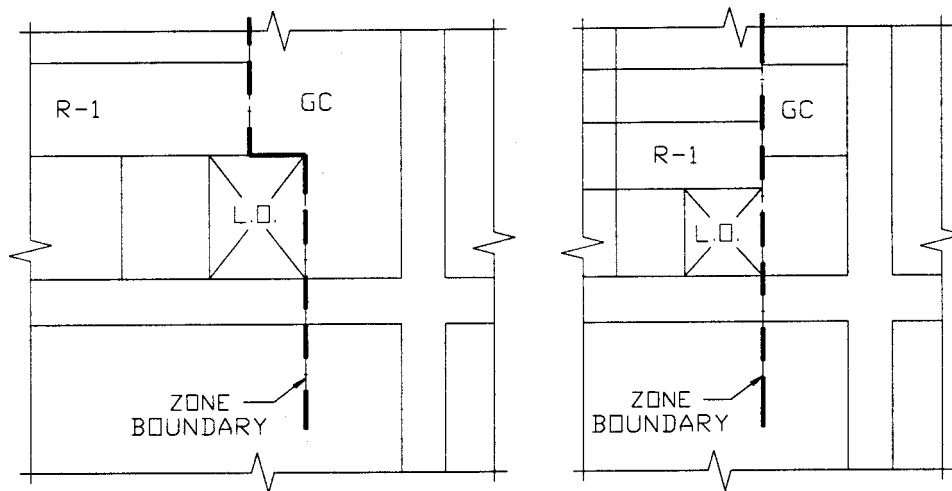 R-1
GC
L.O.
ZONE
BOUNDARY
GC
R-1
L.O.
ZONE
BOUNDARY